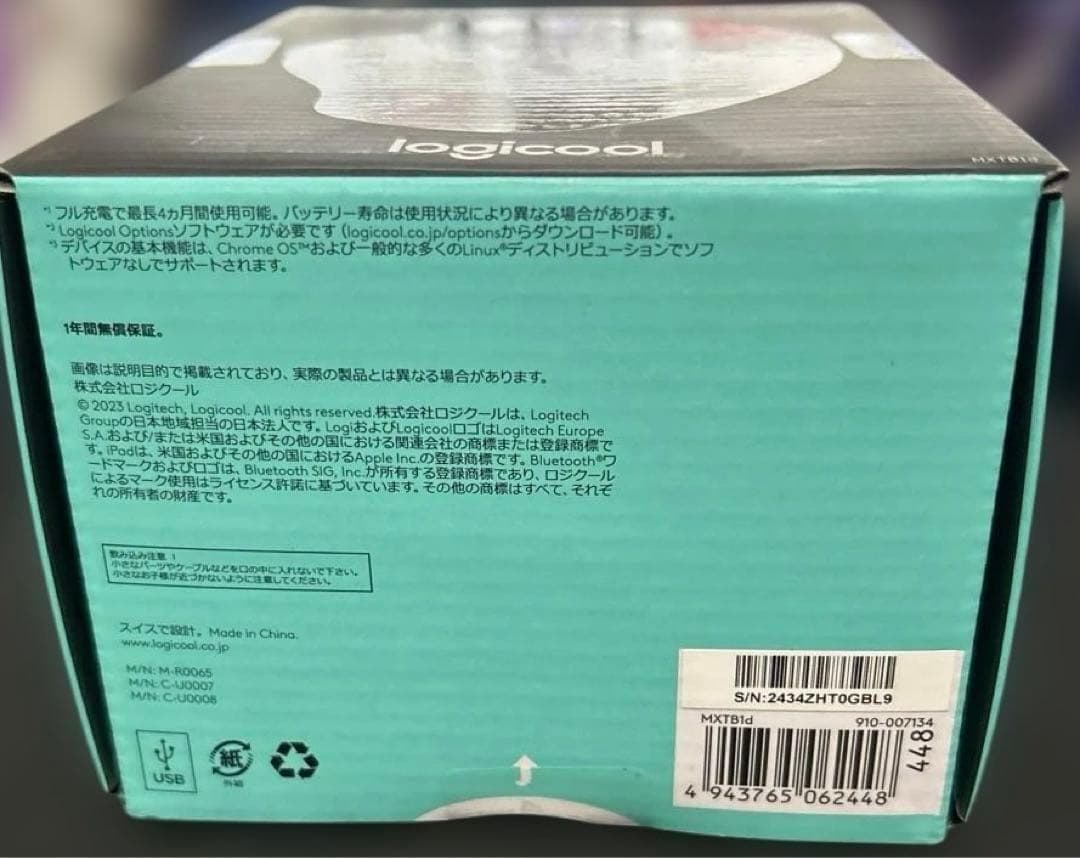 logicool
MXTB1d
*1 フル充電で最長4ヵ月間使用可能。バッテリー寿命は使用状況により異なる場合があります。
*2 Logicool Optionsソフトウェアが必要です（logicool.co.jp/optionsからダウンロード可能）。
*3 デバイスの基本機能は、Chrome OS™および一般的な多くのLinux®ディストリビューションでソフ
トウェアなしでサポートされます。
1年間無償保証。
画像は説明目的で掲載されており、実際の製品とは異なる場合があります。
株式会社ロジクール
© 2023 Logitech, Logicool. All rights reserved.株式会社ロジクールは、Logitech
Groupの日本地域担当の日本法人です。LogiおよびLogicoolロゴはLogitech Europe
S.A.および/または米国およびその他の国における関連会社の商標または登録商標で
す。iPodは、米国およびその他の国におけるApple Inc.の登録商標です。Bluetooth®ワ
ードマークおよびロゴは、Bluetooth SIG, Inc.が所有する登録商標であり、ロジクール
によるマーク使用はライセンス許諾に基づいています。その他の商標はすべて、それぞ
れの所有者の財産です。
飲み込み注意！
小さなパーツやケーブルなどを口の中に入れないで下さい。
小さなお子様が近づかないように注意してください。
スイスで設計。Made in China.
www.logicool.co.jp
M/N: M-R0065
M/N: C-U0007
M/N: C-U0008
USB
紙
外箱
S/N:2434ZHT0GBL9
MXTB1d 910-007134
4 943765 062448
448